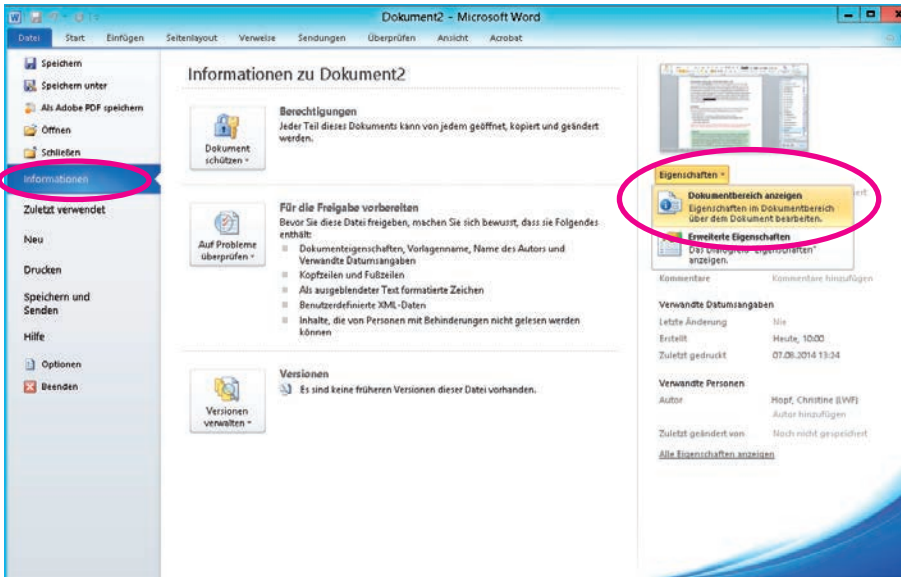 Dokument2 - Microsoft Word
Datei Start Einfügen Seitenlayout Verweise Sendungen Überprüfen Ansicht Acrobat
Speichern
Speichern unter
Als Adobe PDF speichern
Öffnen
Schließen
Informationen
Zuletzt verwendet
Neu
Drucken
Speichern und
Senden
Hilfe
Optionen
Beenden
Informationen zu Dokument2
Dokument
schützen
Berechtigungen
Jeder Teil dieses Dokuments kann von jedem geöffnet, kopiert und geändert
werden.
Auf Probleme
überprüfen
Für die Freigabe vorbereiten
Bevor Sie diese Datei freigeben, machen Sie sich bewusst, dass sie Folgendes
enthält:
Dokumenteigenschaften, Vorlagenname, Name des Autors und
Verwandte Datumsangaben
Kopfzeilen und Fußzeilen
Als ausgeblendeter Text formatierte Zeichen
Benutzerdefinierte XML-Daten
Inhalte, die von Personen mit Behinderungen nicht gelesen werden
können
Versionen
verwalten
Versionen
Es sind keine früheren Versionen dieser Datei vorhanden.
Eigenschaften
Dokumentbereich anzeigen
Eigenschaften im Dokumentbereich
über dem Dokument bearbeiten.
Erweiterte Eigenschaften
Das Dialogfeld "Eigenschaften"
anzeigen.
Kommentare Kommentare hinzufügen
Verwandte Datumsangaben
Letzte Änderung Nie
Erstellt Heute, 10:00
Zuletzt gedruckt 07.08.2014 13:34
Verwandte Personen
Autor Hopf, Christine (LWF)
Autor hinzufügen
Zuletzt geändert von Noch nicht gespeichert
Alle Eigenschaften anzeigen